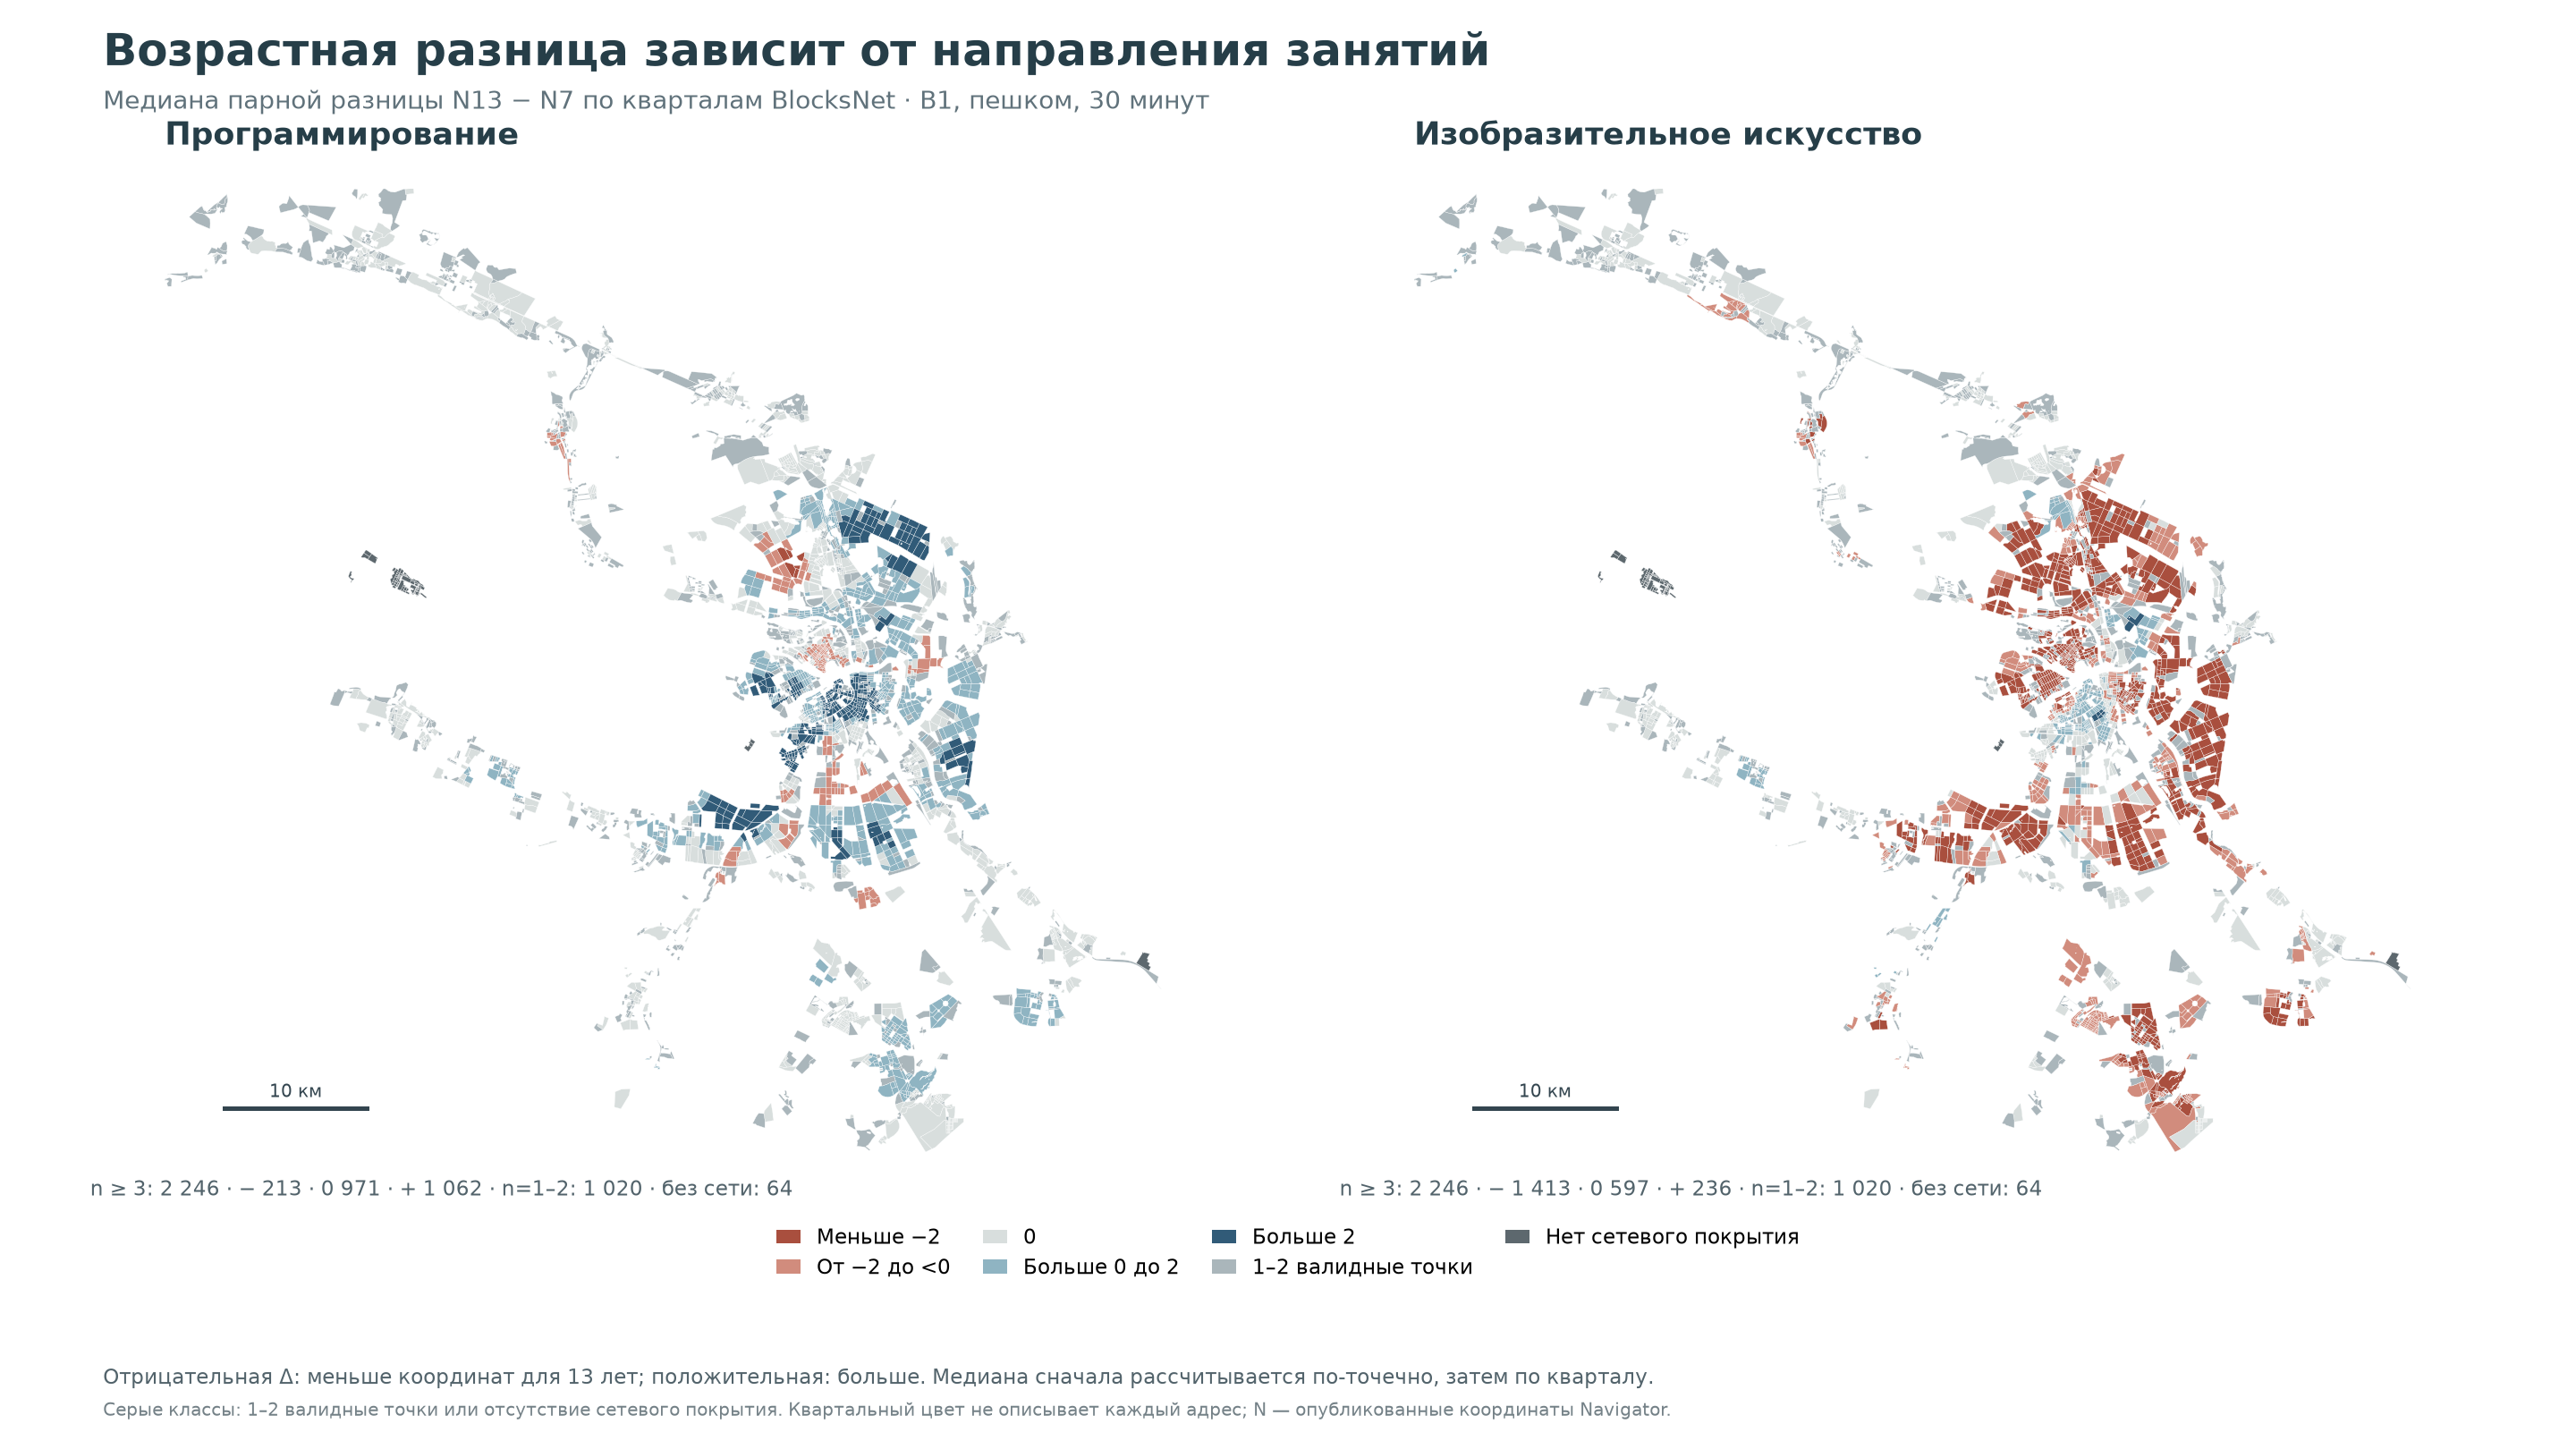 Возрастная разница зависит от направления занятий
Медиана парной разницы N13 − N7 по кварталам BlocksNet · B1, пешком, 30 минут
Программирование
Изобразительное искусство
10 км
10 км
n ≥ 3: 2 246 · − 213 · 0 971 · + 1 062 · n=1–2: 1 020 · без сети: 64
n ≥ 3: 2 246 · − 1 413 · 0 597 · + 236 · n=1–2: 1 020 · без сети: 64
Меньше −2
0
Больше 2
Нет сетевого покрытия
От −2 до <0
Больше 0 до 2
1–2 валидные точки
Отрицательная Δ: меньше координат для 13 лет; положительная: больше. Медиана сначала рассчитывается по-точечно, затем по кварталу.
Серые классы: 1–2 валидные точки или отсутствие сетевого покрытия. Квартальный цвет не описывает каждый адрес; N — опубликованные координаты Navigator.